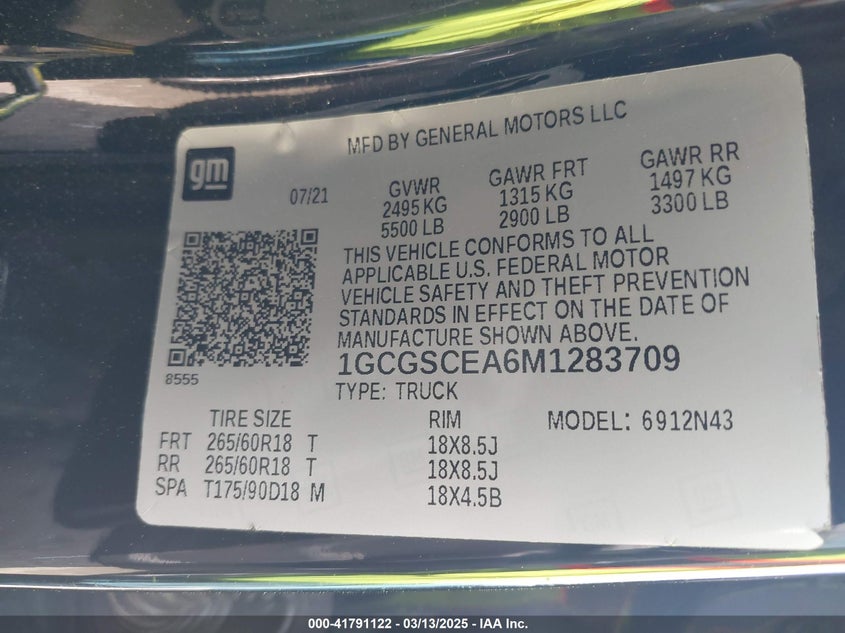 MFD BY GENERAL MOTORS LLC
gm
07/21
GVWR
2495 KG
5500 LB
GAWR FRT
1315 KG
2900 LB
GAWR RR
1497 KG
3300 LB
THIS VEHICLE CONFORMS TO ALL
APPLICABLE U.S. FEDERAL MOTOR
VEHICLE SAFETY AND THEFT PREVENTION
STANDARDS IN EFFECT ON THE DATE OF
MANUFACTURE SHOWN ABOVE.
1GCGSCEA6M1283709
8555
TYPE: TRUCK
TIRE SIZE RIM MODEL: 6912N43
FRT 265/60R18 T 18X8.5J
RR 265/60R18 T 18X8.5J
SPA T175/90D18 M 18X4.5B
000-41791122 - 03/13/2025 - IAA Inc.